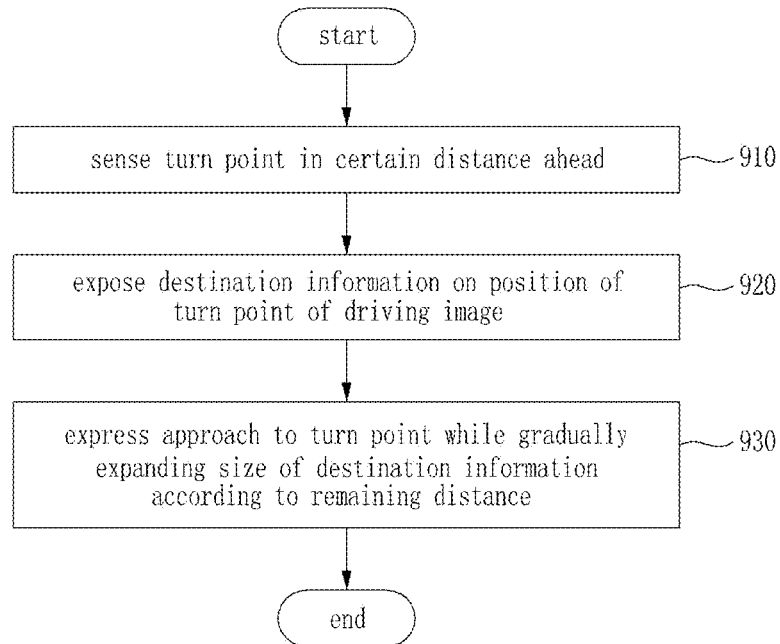 start
sense turn point in certain distance ahead
910
expose destination information on position of
turn point of driving image
920
express approach to turn point while gradually
expanding size of destination information
according to remaining distance
930
end